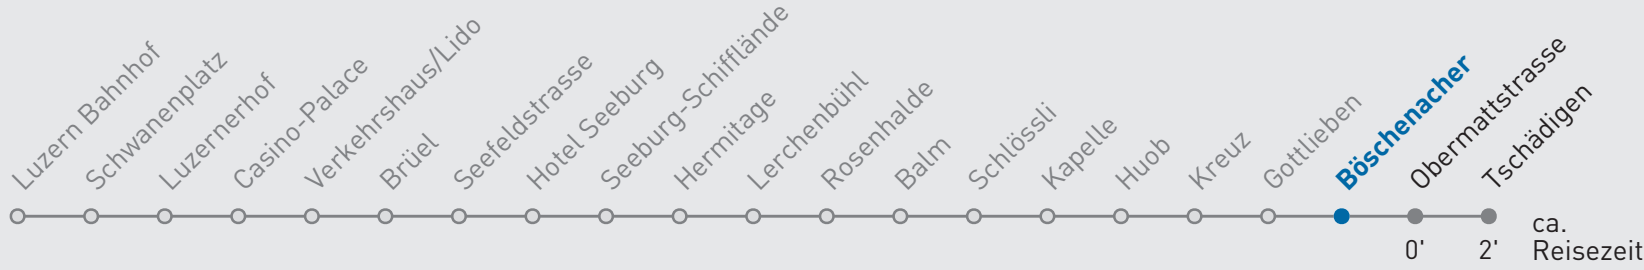 Luzern Bahnhof
Schwanenplatz
Luzernerhof
Casino-Palace
Verkehrshaus/Lido
Brüel
Seefeldstrasse
Hotel Seeburg
Seeburg-Schifflände
Hermitage
Lerchenbühl
Rosenhalde
Balm
Schlössli
Kapelle
Huob
Kreuz
Gottlieben
Böschenacher
Obermattstrasse
Tschädigen
0' 2' ca.
Reisezeit